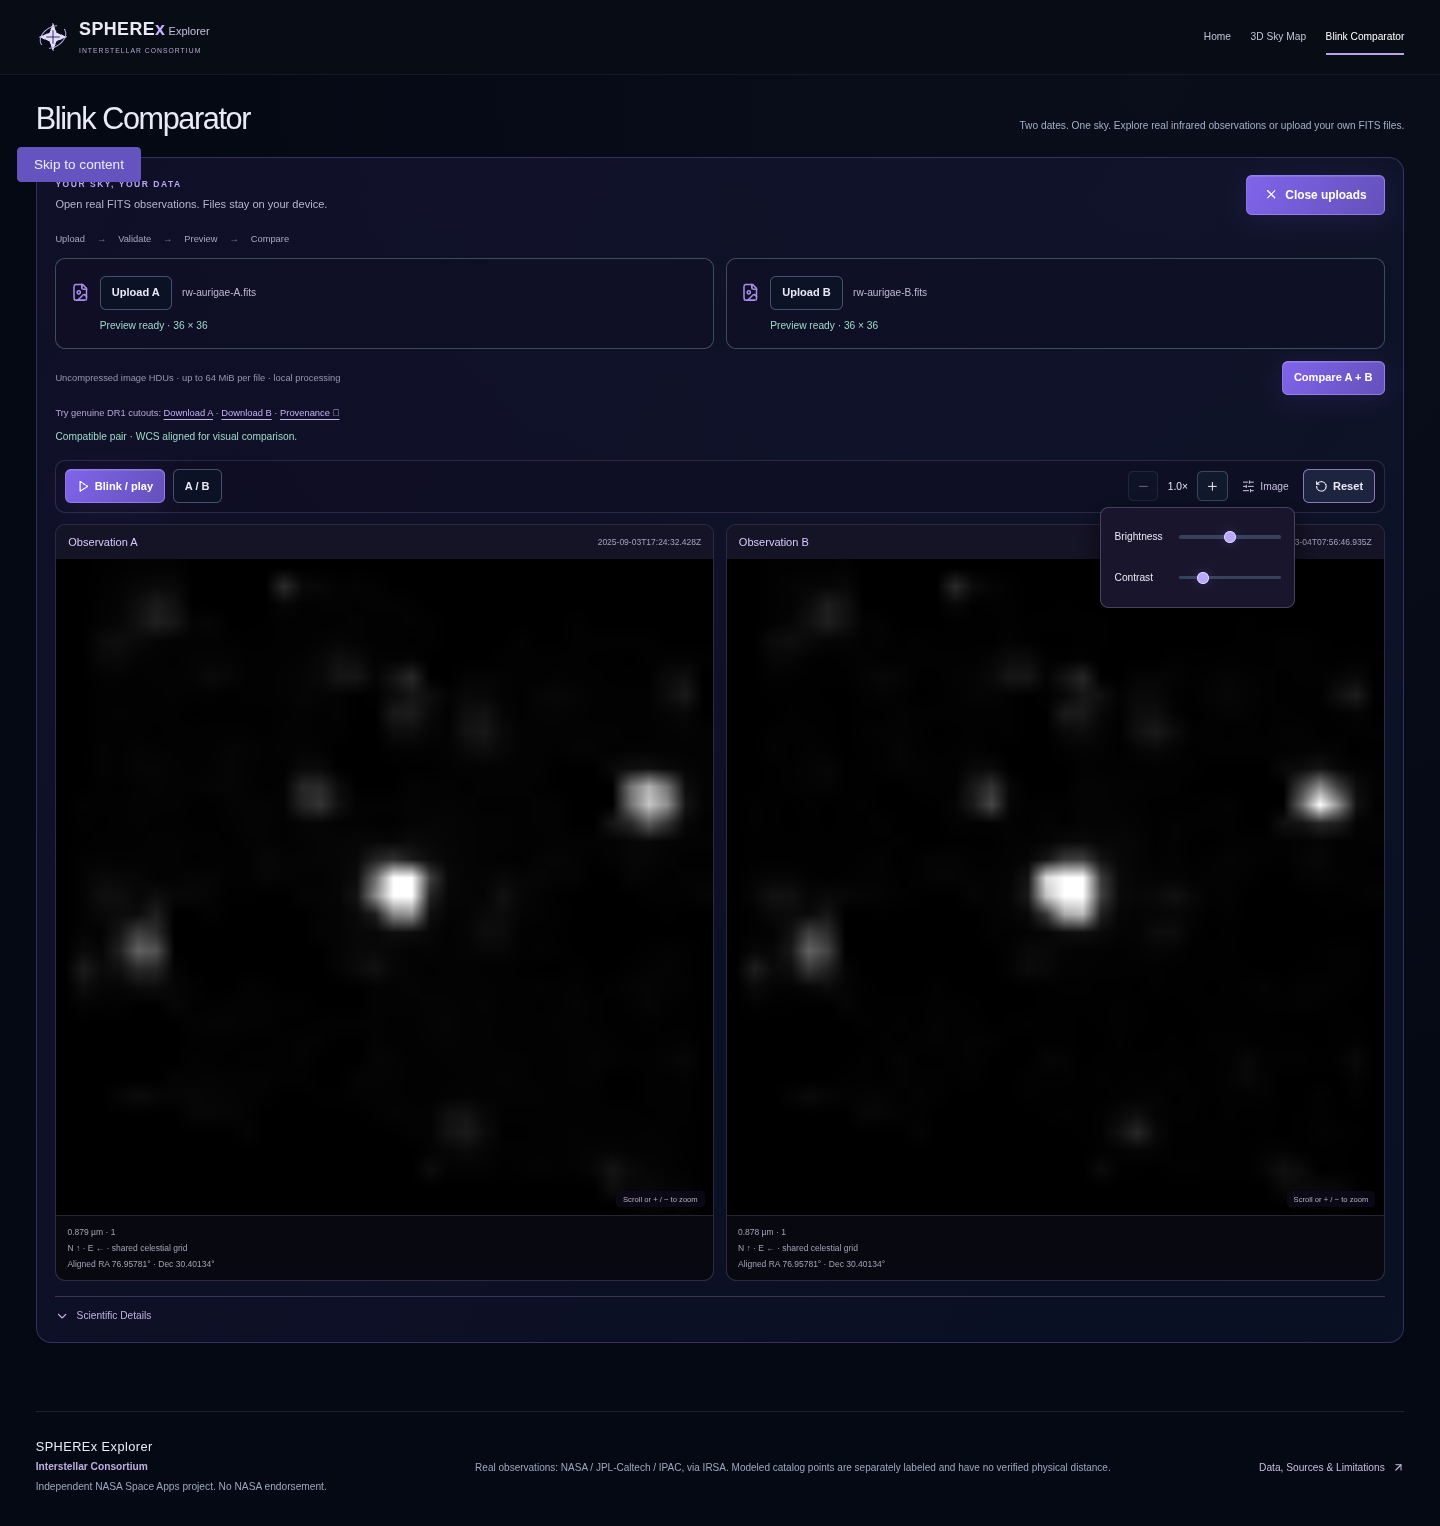 SPHEREx Explorer
INTERSTELLAR CONSORTIUM
Home
3D Sky Map
Blink Comparator
Blink Comparator
Two dates. One sky. Explore real infrared observations or upload your own FITS files.
Skip to content
YOUR SKY, YOUR DATA
Open real FITS observations. Files stay on your device.
Close uploads
Upload → Validate → Preview → Compare
Upload A
rw-aurigae-A.fits
Preview ready · 36 × 36
Upload B
rw-aurigae-B.fits
Preview ready · 36 × 36
Uncompressed image HDUs · up to 64 MiB per file · local processing
Compare A + B
Try genuine DR1 cutouts: Download A · Download B · Provenance
Compatible pair · WCS aligned for visual comparison.
Blink / play
A / B
− 1.0× +
Image
Reset
Brightness
Contrast
Observation A
2025-09-03T17:24:32.428Z
Observation B
3-04T07:56:46.935Z
Scroll or + / − to zoom
Scroll or + / − to zoom
0.879 µm · 1
N ↑ · E ← · shared celestial grid
Aligned RA 76.95781° · Dec 30.40134°
0.878 µm · 1
N ↑ · E ← · shared celestial grid
Aligned RA 76.95781° · Dec 30.40134°
Scientific Details
SPHEREx Explorer
Interstellar Consortium
Independent NASA Space Apps project. No NASA endorsement.
Real observations: NASA / JPL-Caltech / IPAC, via IRSA. Modeled catalog points are separately labeled and have no verified physical distance.
Data, Sources & Limitations